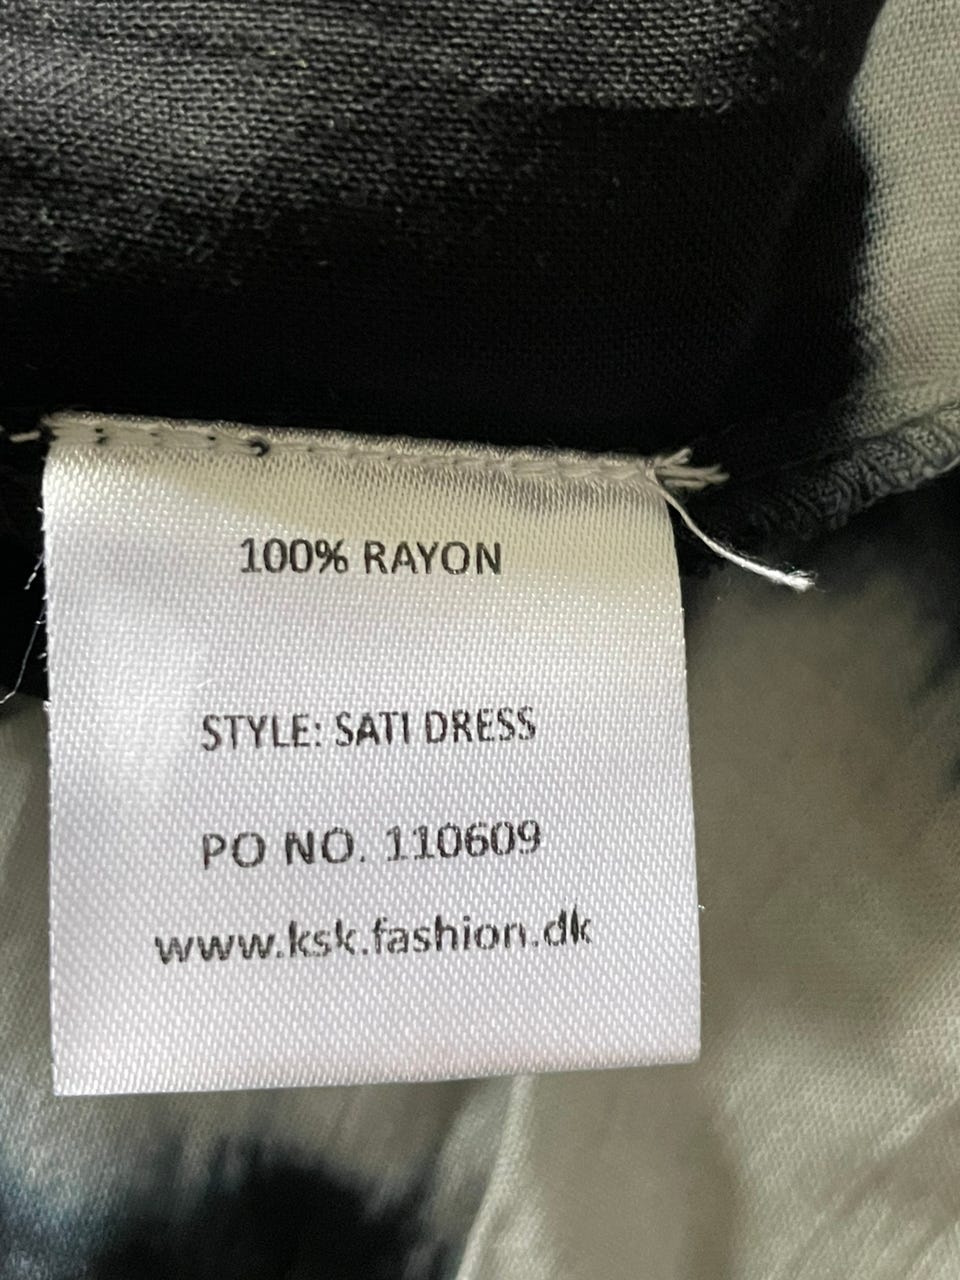 100% RAYON
STYLE: SATI DRESS
PO NO. 110609
www.ksk.fashion.dk